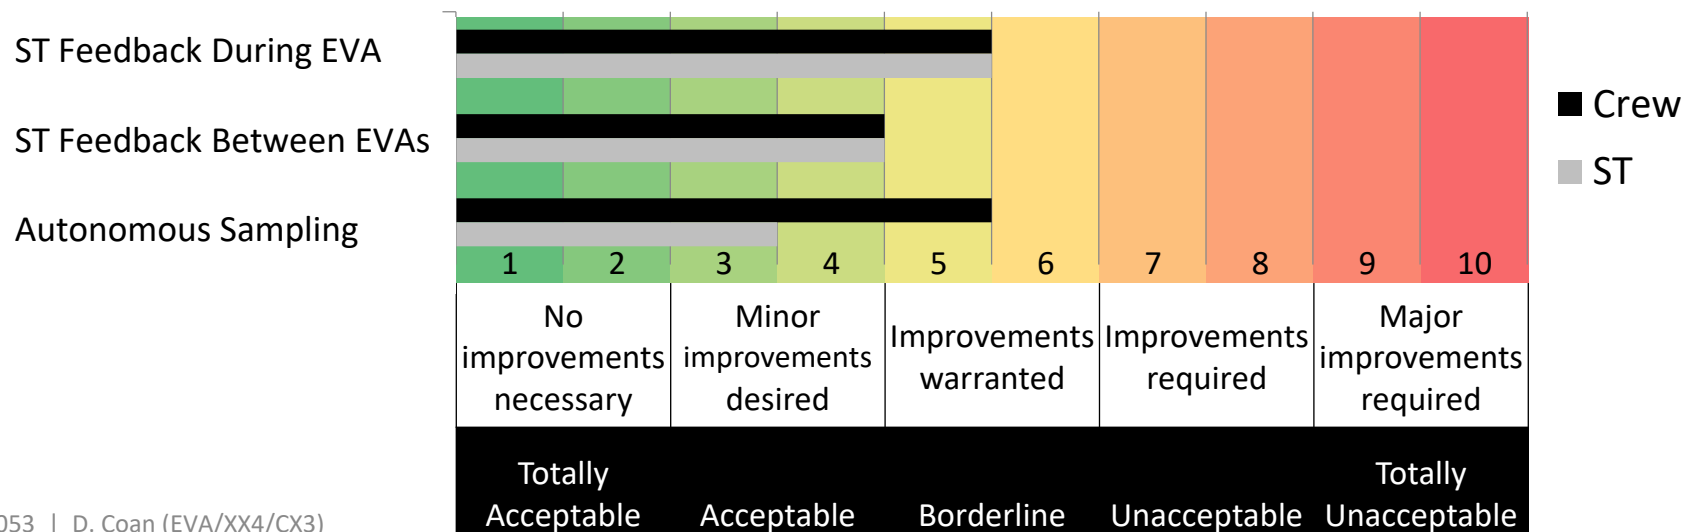 ST Feedback During EVA
ST Feedback Between EVAs
Autonomous Sampling
Crew
ST
1 2 3 4 5 6 7 8 9 10
No
improvements
necessary
Minor
improvements
desired
Improvements
warranted
Improvements
required
Major
improvements
required
Totally
Acceptable
Acceptable
Borderline
Unacceptable
Totally
Unacceptable
053 | D. Coan (EVA/XX4/CX3)